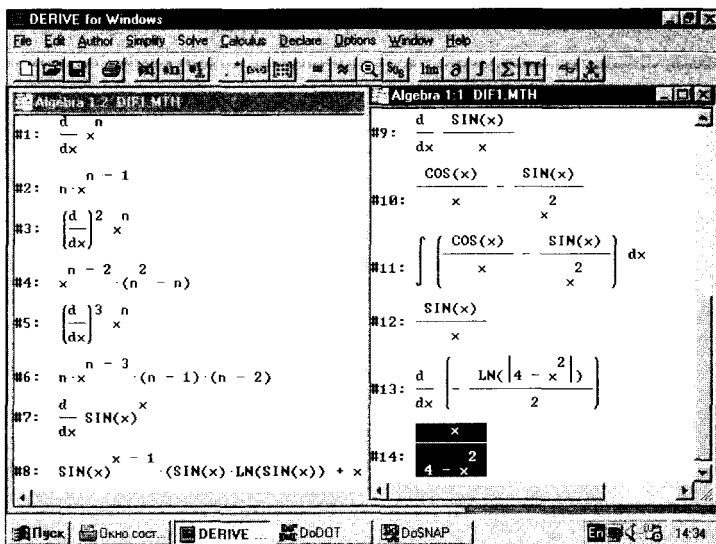 DERIVE for Windows
File Edit Author Simplify Solve Calculus Declare Options Window Help
lim ∂ ∫ Σ Π
Algebra 1:2 DIF1.MTH
#1: d/dx x^n
#2: n·x^(n - 1)
#3: (d/dx)^2 x^n
#4: x^(n - 2)·(n^2 - n)
#5: (d/dx)^3 x^n
#6: n·x^(n - 3)·(n - 1)·(n - 2)
#7: d/dx SIN(x)^x
#8: SIN(x)^(x - 1)·(SIN(x)·LN(SIN(x)) + x
Algebra 1:1 DIF1.MTH
#9: d/dx SIN(x)/x
#10: COS(x)/x - SIN(x)/x^2
#11: ∫ (COS(x)/x - SIN(x)/x^2) dx
#12: SIN(x)/x
#13: d/dx (- LN(|4 - x^2|)/2)
#14: x/(4 - x^2)
Пуск Окно сост... DERIVE ... DoDOT DoSNAP En 14:34